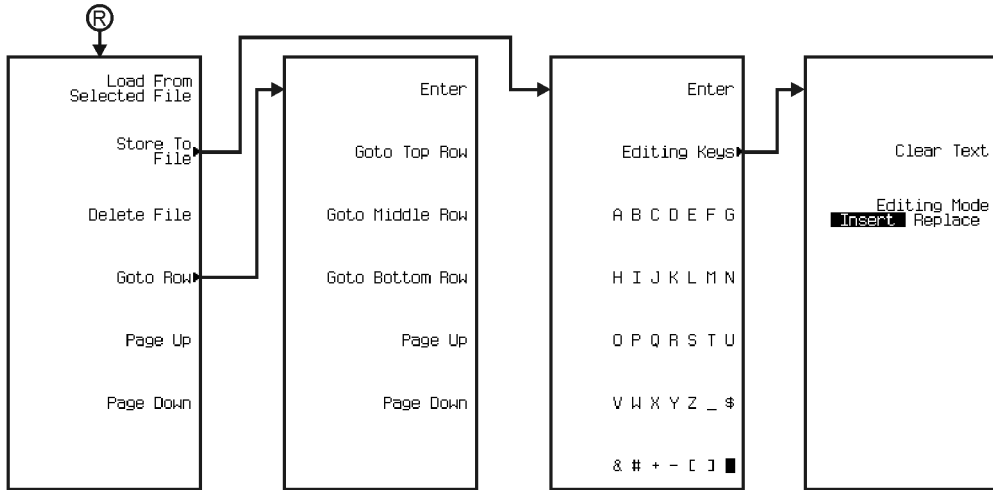 R
Load From
Selected File
Store To
File
Delete File
Goto Row
Page Up
Page Down
Enter
Goto Top Row
Goto Middle Row
Goto Bottom Row
Page Up
Page Down
Enter
Editing Keys
A B C D E F G
H I J K L M N
O P Q R S T U
V W X Y Z _ $
& # + - [ ] █
Clear Text
Editing Mode
Insert Replace